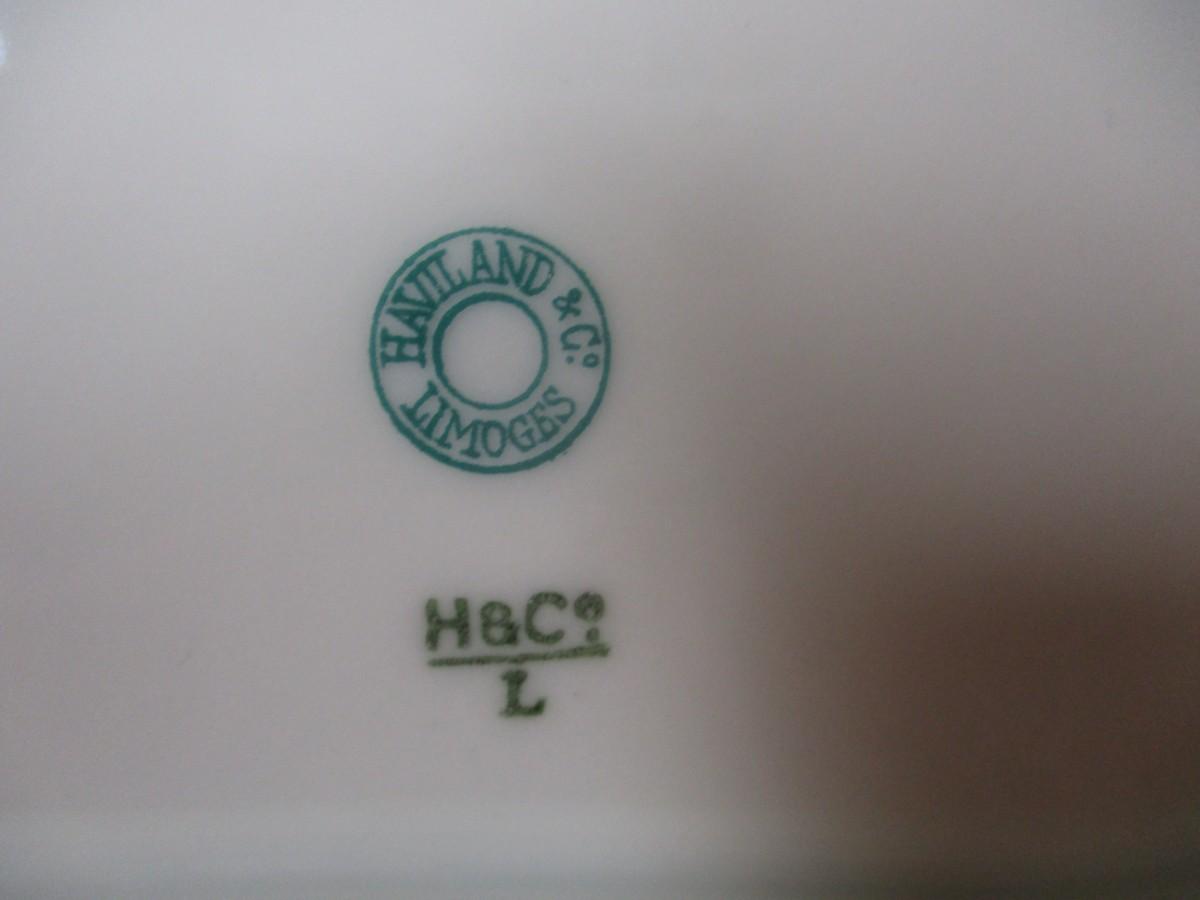 HAVILAND & Co.
LIMOGES
H&Co.
L